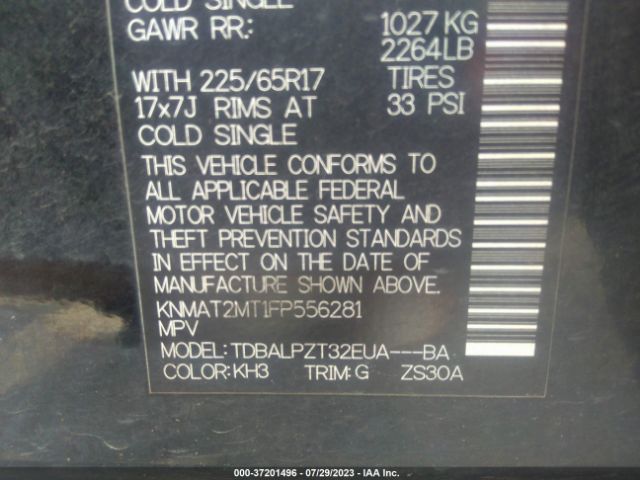 COLD SINGLE
GAWR RR: 1027 KG
2264LB
WITH 225/65R17 TIRES
17x7J RIMS AT 33 PSI
COLD SINGLE
THIS VEHICLE CONFORMS TO
ALL APPLICABLE FEDERAL
MOTOR VEHICLE SAFETY AND
THEFT PREVENTION STANDARDS
IN EFFECT ON THE DATE OF
MANUFACTURE SHOWN ABOVE.
KNMAT2MT1FP556281
MPV
MODEL:TDBALPZT32EUA---BA
COLOR:KH3 TRIM:G ZS30A
000-37201496 - 07/29/2023 - IAA Inc.